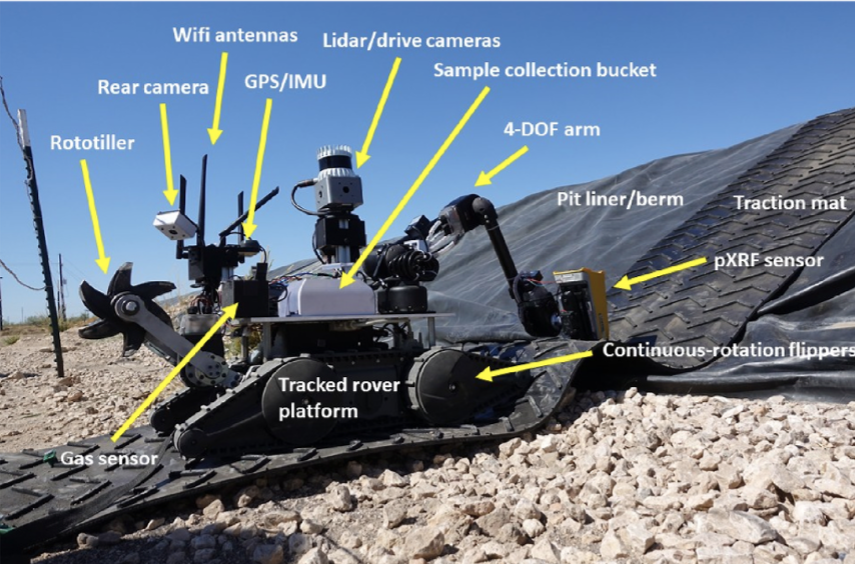 Wifi antennas
Lidar/drive cameras
Rear camera
GPS/IMU
Sample collection bucket
Rototiller
4-DOF arm
Pit liner/berm
Traction mat
pXRF sensor
Continuous-rotation flippers
Tracked rover
platform
Gas sensor